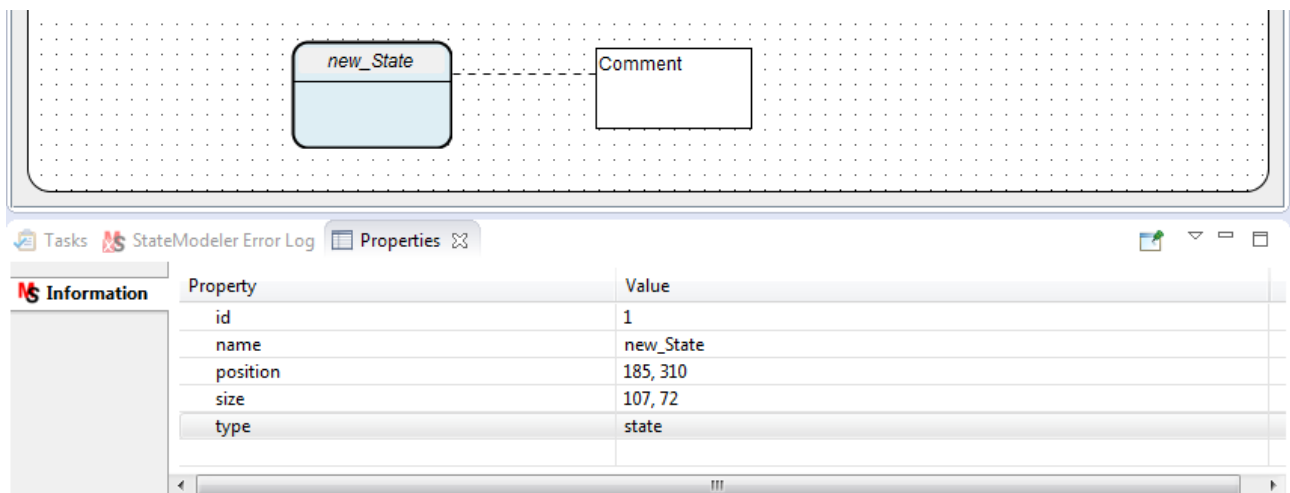 new_State
Comment
Tasks StateModeler Error Log Properties
Information
Property Value
id 1
name new_State
position 185, 310
size 107, 72
type state